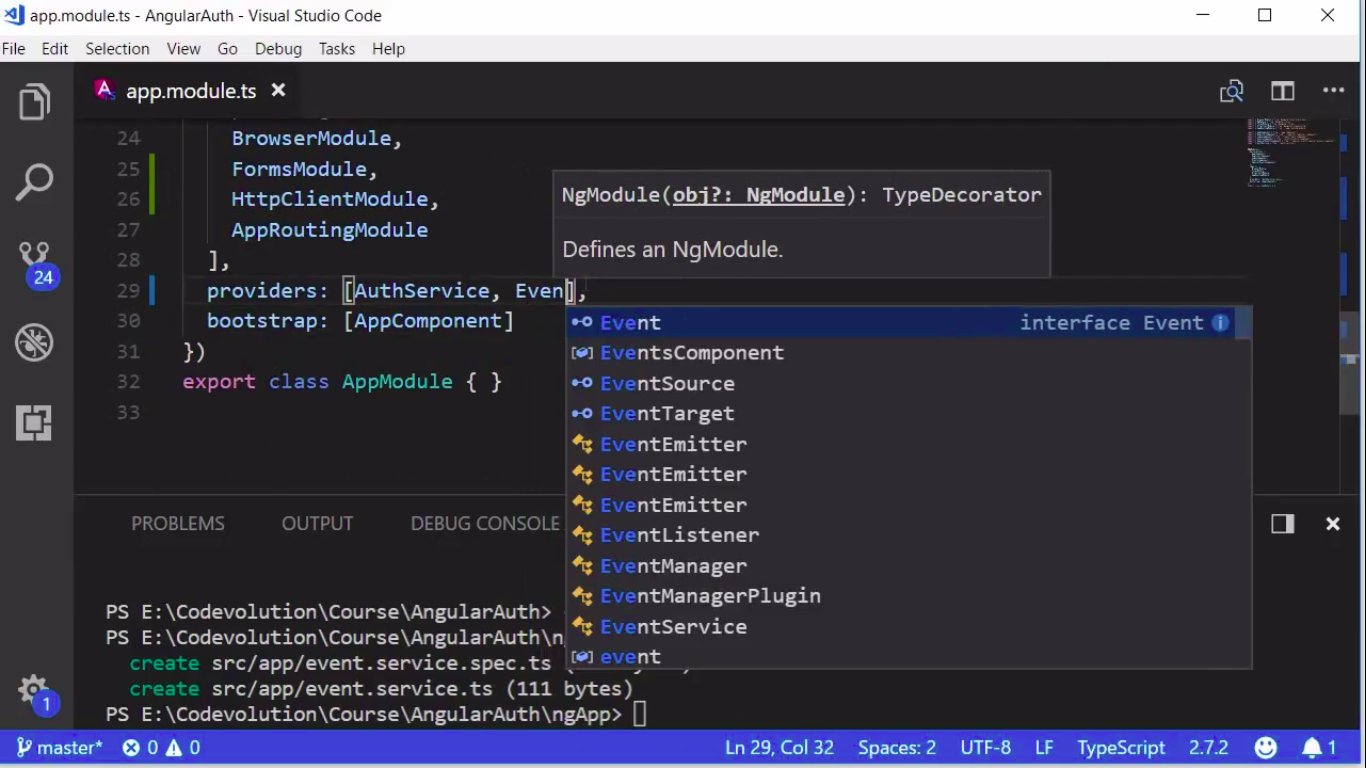 app.module.ts - AngularAuth - Visual Studio Code
File Edit Selection View Go Debug Tasks Help
app.module.ts
24 BrowserModule,
25 FormsModule,
26 HttpClientModule,
27 AppRoutingModule
28 ],
29 providers: [AuthService, Even],
30 bootstrap: [AppComponent]
31 })
32 export class AppModule { }
33
NgModule(obj?: NgModule): TypeDecorator
Defines an NgModule.
Event interface Event
EventsComponent
EventSource
EventTarget
EventEmitter
EventEmitter
EventEmitter
EventListener
EventManager
EventManagerPlugin
EventService
event
24
1
PROBLEMS OUTPUT DEBUG CONSOLE
PS E:\Codevolution\Course\AngularAuth>
PS E:\Codevolution\Course\AngularAuth\
create src/app/event.service.spec.ts (
create src/app/event.service.ts (111 bytes)
PS E:\Codevolution\Course\AngularAuth\ngApp>
master* 0 0 Ln 29, Col 32 Spaces: 2 UTF-8 LF TypeScript 2.7.2 1